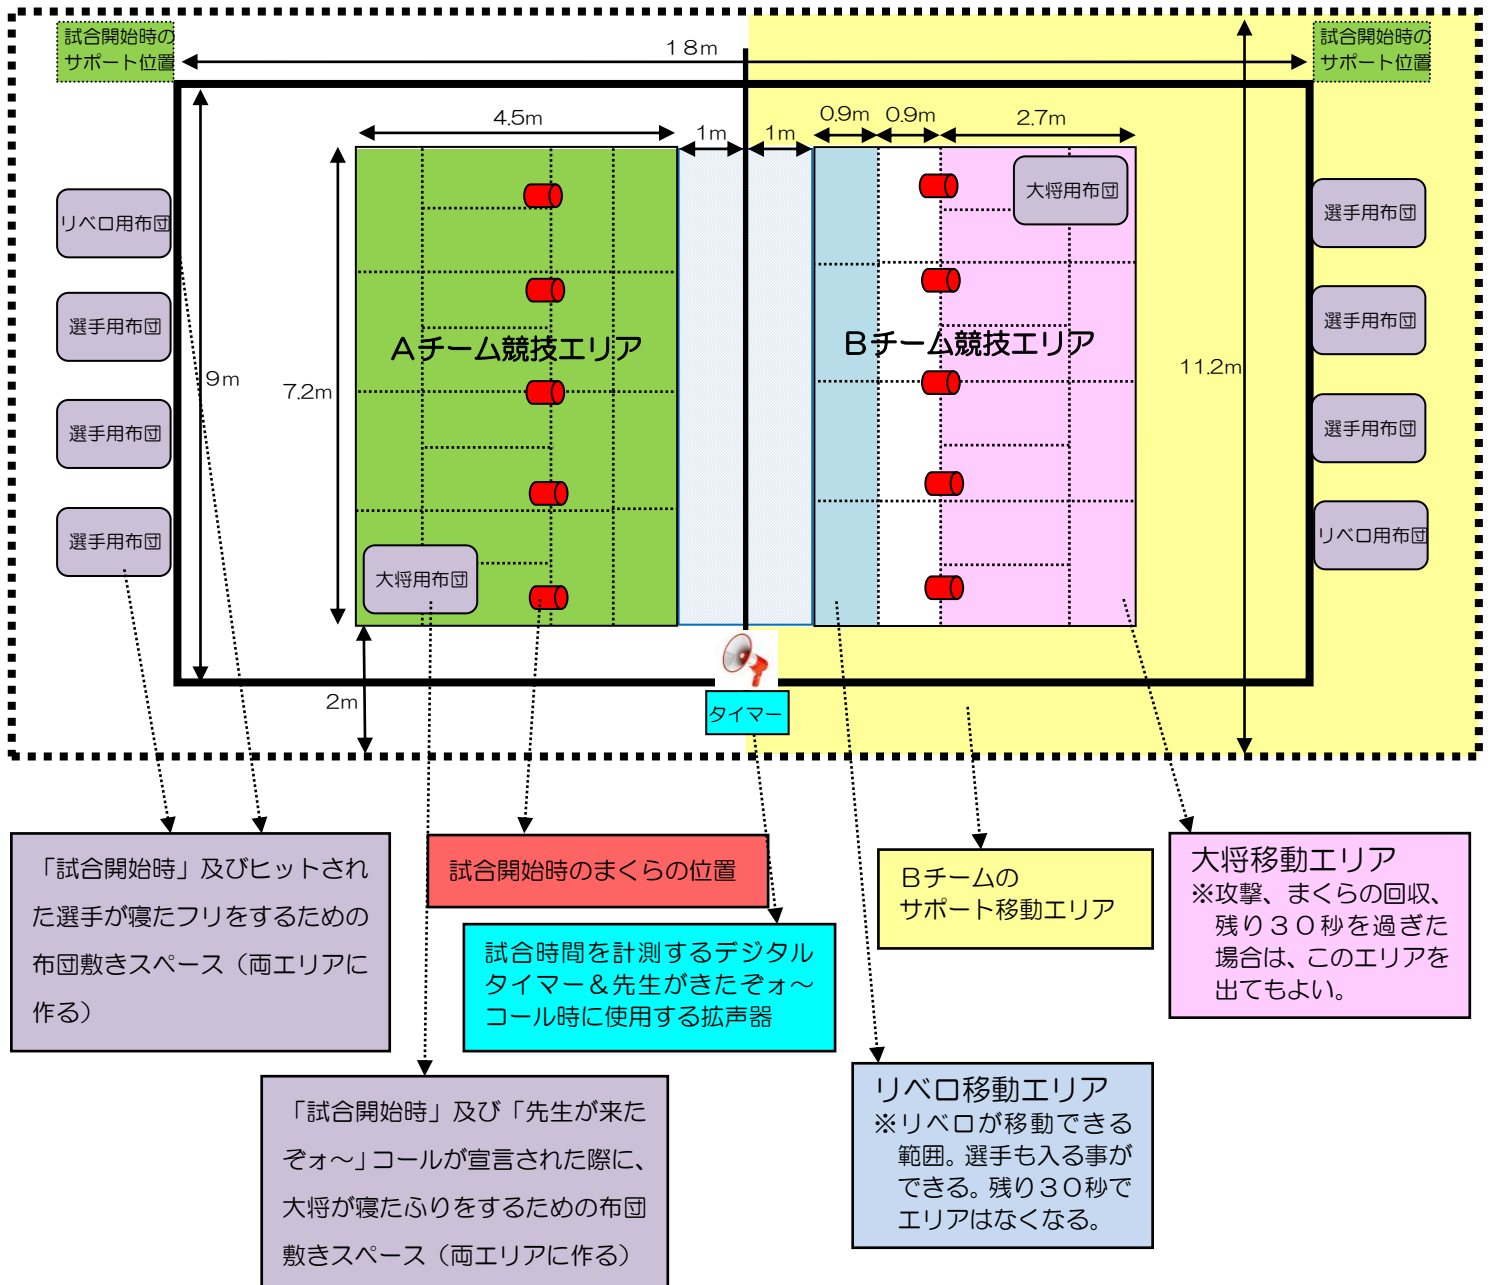 試合開始時の
サポート位置
18m
試合開始時の
サポート位置
4.5m
1m
1m
0.9m
0.9m
2.7m
リベロ用布団
選手用布団
選手用布団
選手用布団
9m
7.2m
Aチーム競技エリア
大将用布団
大将用布団
Bチーム競技エリア
11.2m
選手用布団
選手用布団
選手用布団
リベロ用布団
2m
タイマー
「試合開始時」及びヒットされ
た選手が寝たフリをするための
布団敷きスペース（両エリアに
作る）
試合開始時のまくらの位置
試合時間を計測するデジタル
タイマー＆先生がきたぞォ～
コール時に使用する拡声器
Bチームの
サポート移動エリア
大将移動エリア
※攻撃、まくらの回収、
残り３０秒を過ぎた
場合は、このエリアを
出てもよい。
「試合開始時」及び「先生が来た
ぞォ～」コールが宣言された際に、
大将が寝たふりをするための布団
敷きスペース（両エリアに作る）
リベロ移動エリア
※リベロが移動できる
範囲。選手も入る事が
できる。残り３０秒で
エリアはなくなる。